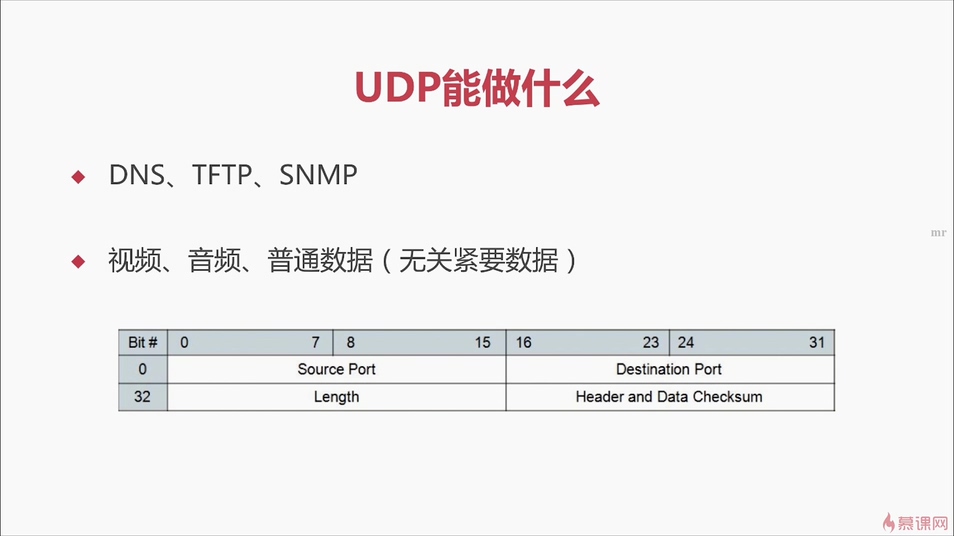 UDP能做什么
DNS、TFTP、SNMP
视频、音频、普通数据（无关紧要数据）
mr
Bit # 0 7 8 15 16 23 24 31
0 Source Port Destination Port
32 Length Header and Data Checksum
慕课网